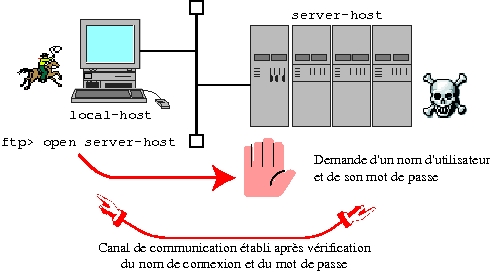 server-host
local-host
ftp> open server-host
Demande d'un nom d'utilisateur
et de son mot de passe
Canal de communication établi après vérification
du nom de connexion et du mot de passe